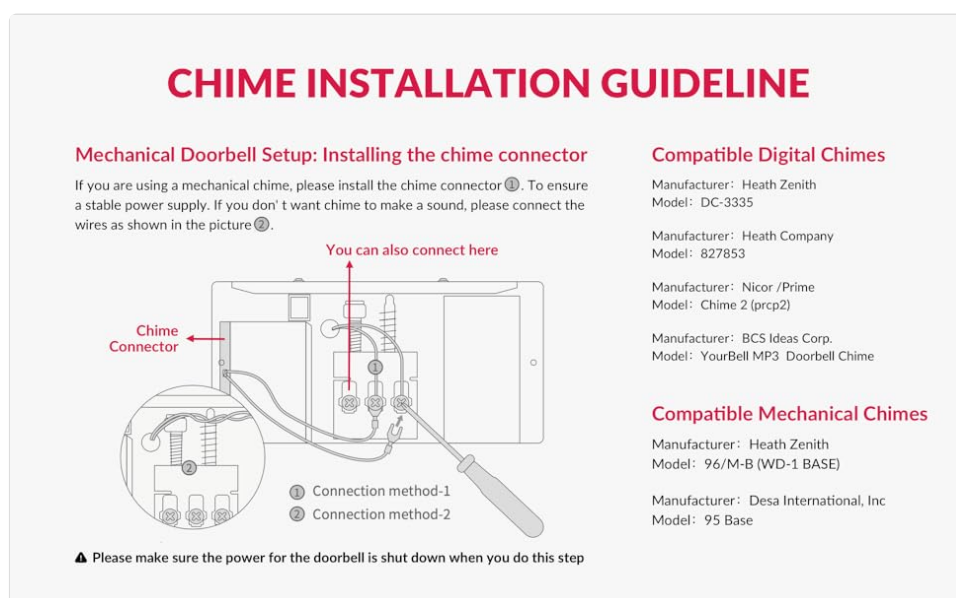 CHIME INSTALLATION GUIDELINE
Mechanical Doorbell Setup: Installing the chime connector
If you are using a mechanical chime, please install the chime connector①. To ensure
a stable power supply. If you don' t want chime to make a sound, please connect the
wires as shown in the picture②.
You can also connect here
Chime
Connector
①
②
① Connection method-1
② Connection method-2
⚠ Please make sure the power for the doorbell is shut down when you do this step
Compatible Digital Chimes
Manufacturer: Heath Zenith
Model: DC-3335
Manufacturer: Heath Company
Model: 827853
Manufacturer: Nicor /Prime
Model: Chime 2 (prcp2)
Manufacturer: BCS Ideas Corp.
Model: YourBell MP3 Doorbell Chime
Compatible Mechanical Chimes
Manufacturer: Heath Zenith
Model: 96/M-B (WD-1 BASE)
Manufacturer: Desa International, Inc
Model: 95 Base